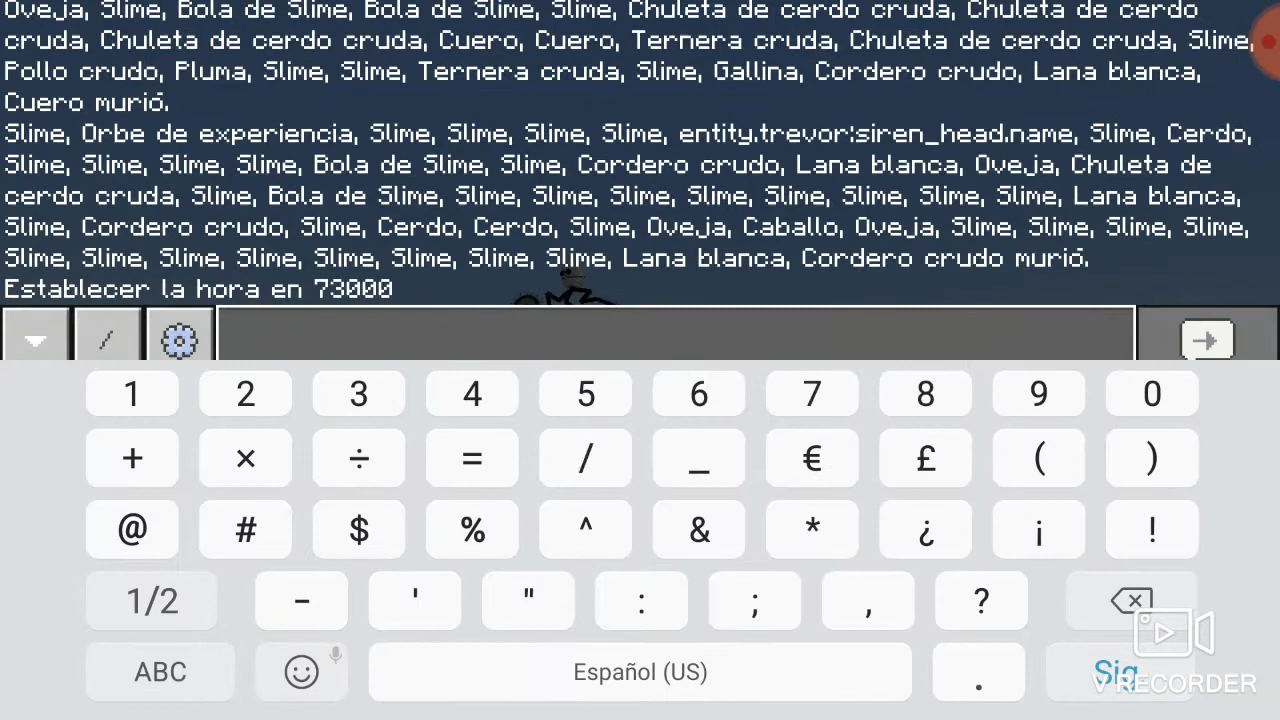 Oveja, Slime, Bola de Slime, Bola de Slime, Slime, Chuleta de cerdo cruda, Chuleta de cerdo
cruda, Chuleta de cerdo cruda, Cuero, Cuero, Ternera cruda, Chuleta de cerdo cruda, Slime,
Pollo crudo, Pluma, Slime, Slime, Ternera cruda, Slime, Gallina, Cordero crudo, Lana blanca,
Cuero murió.
Slime, Orbe de experiencia, Slime, Slime, Slime, Slime, entity.trevor:siren_head.name, Slime, Cerdo,
Slime, Slime, Slime, Slime, Bola de Slime, Slime, Cordero crudo, Lana blanca, Oveja, Chuleta de
cerdo cruda, Slime, Bola de Slime, Slime, Slime, Slime, Slime, Slime, Slime, Slime, Slime, Lana blanca,
Slime, Cordero crudo, Slime, Cerdo, Cerdo, Slime, Oveja, Caballo, Oveja, Slime, Slime, Slime, Slime,
Slime, Slime, Slime, Slime, Slime, Slime, Slime, Slime, Lana blanca, Cordero crudo murió.
Establecer la hora en 73000
/
1 2 3 4 5 6 7 8 9 0
+ × ÷ = / _ € £ ( )
@ # $ % ^ & * ¿ ¡ !
1/2 - ' " : ; , ?
ABC Español (US) . Sig.
V RECORDER